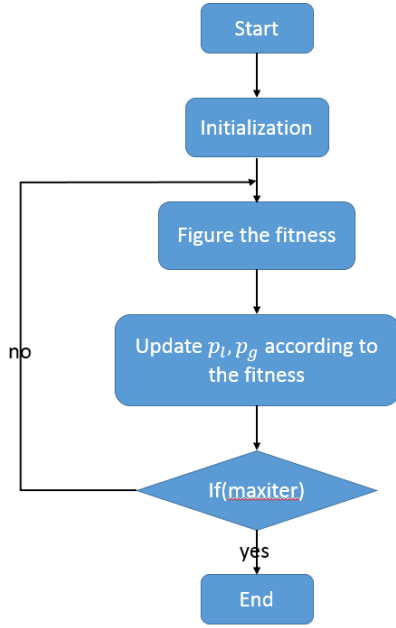 Start
Initialization
Figure the fitness
Update p_l, p_g according to
the fitness
no
If(maxiter)
yes
End